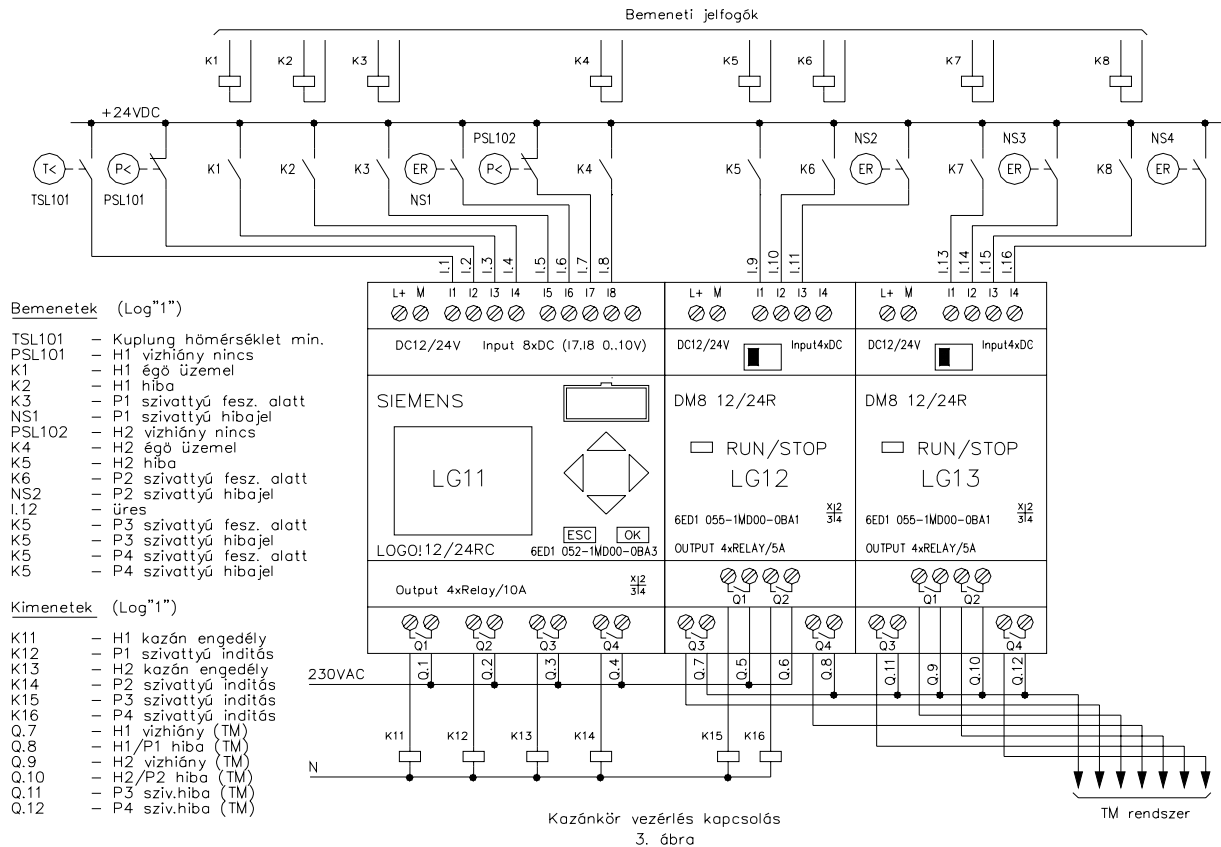 Bemeneti jelfogók
K1 K2 K3 K4 K5 K6 K7 K8
+24VDC
PSL102 NS2 NS3 NS4
T< P< K1 K2 K3 ER P< K4 K5 K6 ER K7 ER K8 ER
TSL101 PSL101 NS1
I.1 I.2 I.3 I.4 I.5 I.6 I.7 I.8 I.9 I.10 I.11 I.13 I.14 I.15 I.16
L+ M I1 I2 I3 I4 I5 I6 I7 I8
L+ M I1 I2 I3 I4
L+ M I1 I2 I3 I4
DC12/24V Input 8xDC (I7.I8 0..10V)
DC12/24V Input4xDC
DC12/24V Input4xDC
SIEMENS
LG11
ESC OK
LOGO!12/24RC 6ED1 052-1MD00-0BA3
Output 4xRelay/10A
X 2
3 4
Q1 Q2 Q3 Q4
DM8 12/24R
RUN/STOP
LG12
6ED1 055-1MD00-0BA1
X 2
3 4
OUTPUT 4xRELAY/5A
Q1 Q2
Q3 Q4
DM8 12/24R
RUN/STOP
LG13
6ED1 055-1MD00-0BA1
X 2
3 4
OUTPUT 4xRELAY/5A
Q1 Q2
Q3 Q4
Bemenetek (Log"1")
TSL101 – Kuplung hömérséklet min.
PSL101 – H1 vizhiány nincs
K1 – H1 égö üzemel
K2 – H1 hiba
K3 – P1 szivattyú fesz. alatt
NS1 – P1 szivattyú hibajel
PSL102 – H2 vizhiány nincs
K4 – H2 égö üzemel
K5 – H2 hiba
K6 – P2 szivattyú fesz. alatt
NS2 – P2 szivattyú hibajel
I.12 – üres
K5 – P3 szivattyú fesz. alatt
K5 – P3 szivattyú hibajel
K5 – P4 szivattyú fesz. alatt
K5 – P4 szivattyú hibajel
Kimenetek (Log"1")
K11 – H1 kazán engedély
K12 – P1 szivattyú inditás
K13 – H2 kazán engedély
K14 – P2 szivattyú inditás
K15 – P3 szivattyú inditás
K16 – P4 szivattyú inditás
Q.7 – H1 vizhiány (TM)
Q.8 – H1/P1 hiba (TM)
Q.9 – H2 vizhiány (TM)
Q.10 – H2/P2 hiba (TM)
Q.11 – P3 sziv.hiba (TM)
Q.12 – P4 sziv.hiba (TM)
Q.1 Q.2 Q.3 Q.4 Q.7 Q.5 Q.6 Q.8 Q.11 Q.9 Q.10 Q.12
230VAC
K11 K12 K13 K14 K15 K16
N
TM rendszer
Kazánkör vezérlés kapcsolás
3. ábra